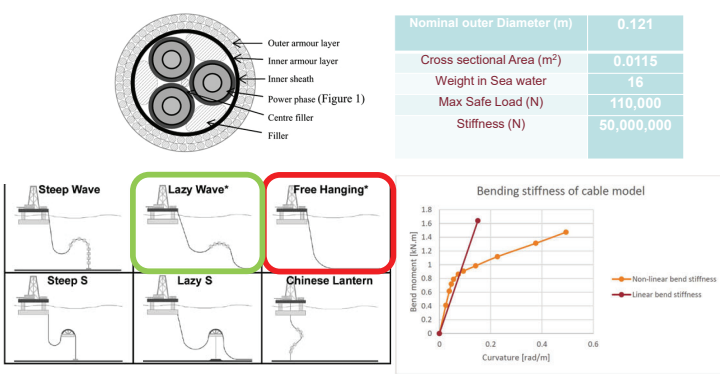 Outer armour layer
Inner armour layer
Inner sheath
Power phase (Figure 1)
Centre filler
Filler
Nominal outer Diameter (m) 0.121
Cross sectional Area (m²) 0.0115
Weight in Sea water 16
Max Safe Load (N) 110,000
Stiffness (N) 50,000,000
Steep Wave
Lazy Wave*
Free Hanging*
Steep S
Lazy S
Chinese Lantern
Bending stiffness of cable model
Bend moment [kN.m]
1.8
1.6
1.4
1.2
1
0.8
0.6
0.4
0.2
0
0 0.2 0.4 0.6
Curvature [rad/m]
Non-linear bend stiffness
Linear bend stiffness